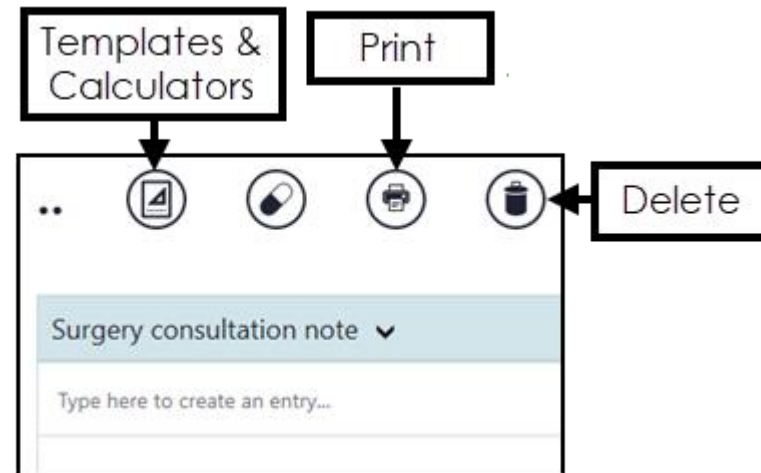 Templates &
Calculators
Print
Delete
Surgery consultation note
Type here to create an entry...